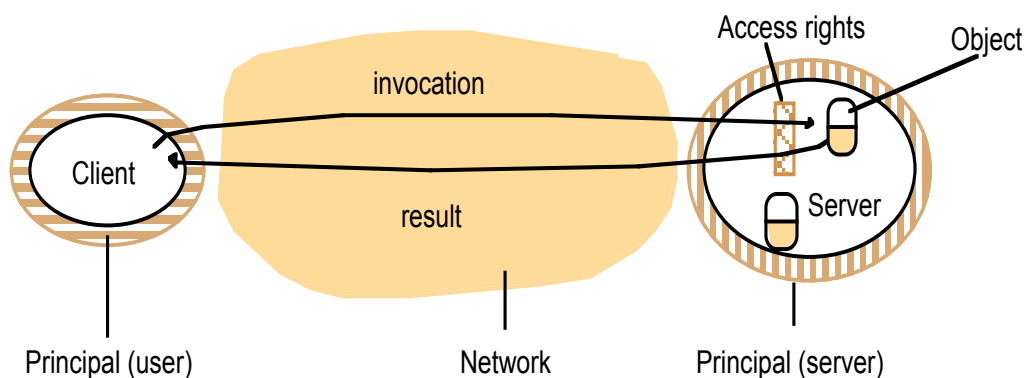 Access rights
Object
invocation
Client
result
Server
Principal (user)
Network
Principal (server)